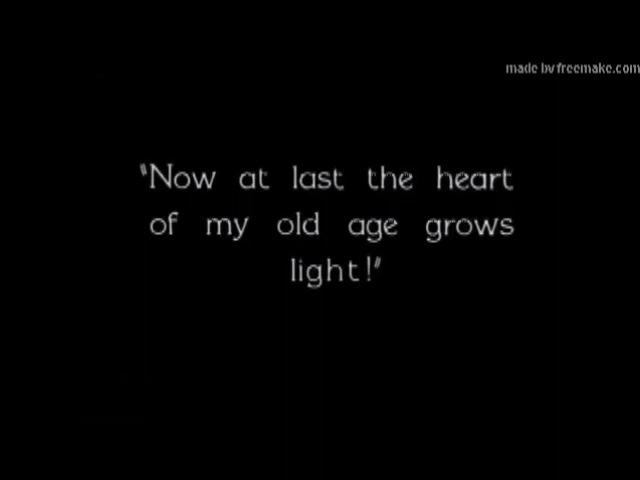 made by freemake.com
"Now at last the heart
of my old age grows
light!"